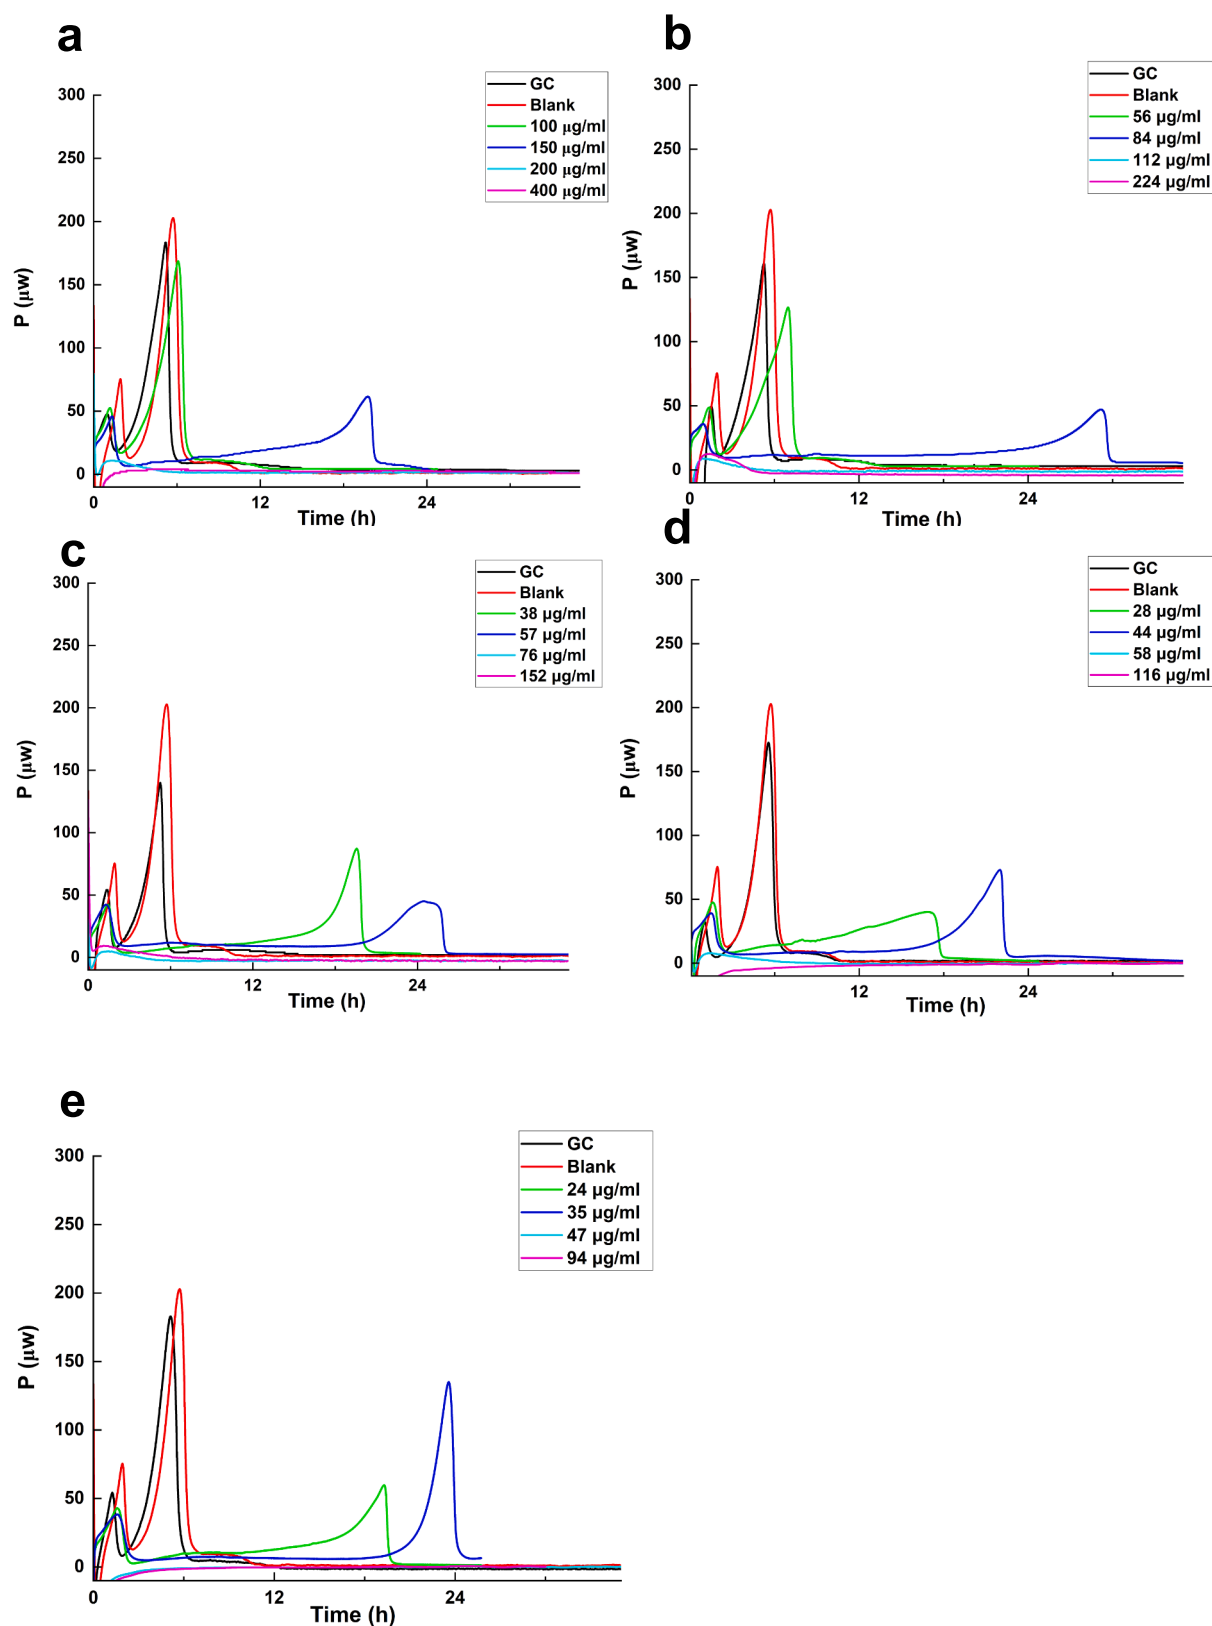 a
GC
Blank
100 μg/ml
150 μg/ml
200 μg/ml
400 μg/ml
300
250
200
150
100
50
0
P (μw)
0 12 24
Time (h)
b
GC
Blank
56 μg/ml
84 μg/ml
112 μg/ml
224 μg/ml
300
250
200
150
100
50
0
P (μw)
0 12 24
Time (h)
c
GC
Blank
38 μg/ml
57 μg/ml
76 μg/ml
152 μg/ml
300
250
200
150
100
50
0
P (μw)
0 12 24
Time (h)
d
GC
Blank
28 μg/ml
44 μg/ml
58 μg/ml
116 μg/ml
300
250
200
150
100
50
0
P (μw)
0 12 24
Time (h)
e
GC
Blank
24 μg/ml
35 μg/ml
47 μg/ml
94 μg/ml
300
250
200
150
100
50
0
P (μw)
0 12 24
Time (h)